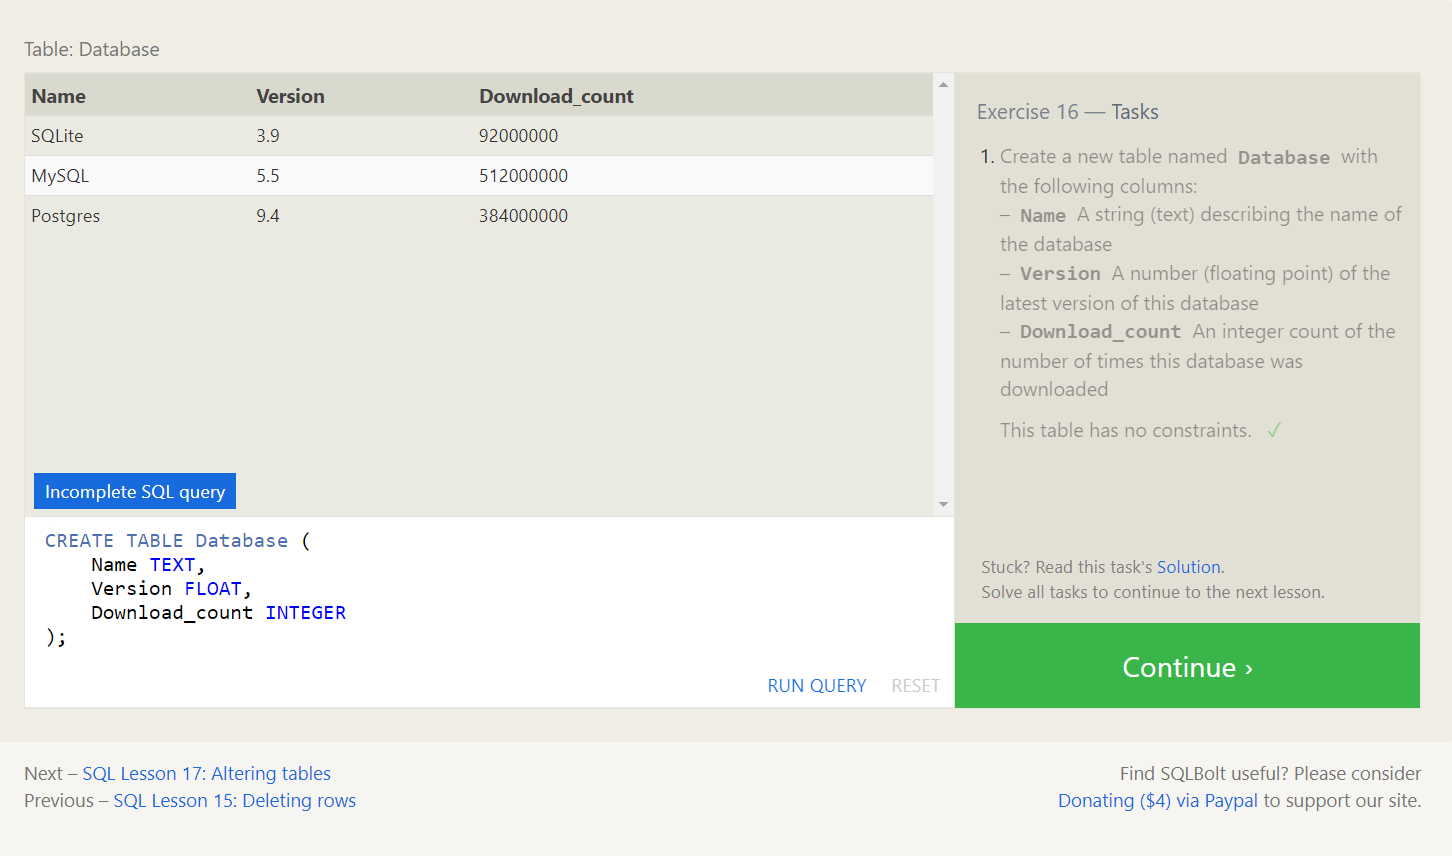 Table: Database
Name Version Download_count
SQLite 3.9 92000000
MySQL 5.5 512000000
Postgres 9.4 384000000
Incomplete SQL query
CREATE TABLE Database (
    Name TEXT,
    Version FLOAT,
    Download_count INTEGER
);
RUN QUERY RESET
Exercise 16 — Tasks
1. Create a new table named Database with
the following columns:
– Name A string (text) describing the name of
the database
– Version A number (floating point) of the
latest version of this database
– Download_count An integer count of the
number of times this database was
downloaded
This table has no constraints. ✓
Stuck? Read this task's Solution.
Solve all tasks to continue to the next lesson.
Continue ›
Next – SQL Lesson 17: Altering tables
Previous – SQL Lesson 15: Deleting rows
Find SQLBolt useful? Please consider
Donating ($4) via Paypal to support our site.